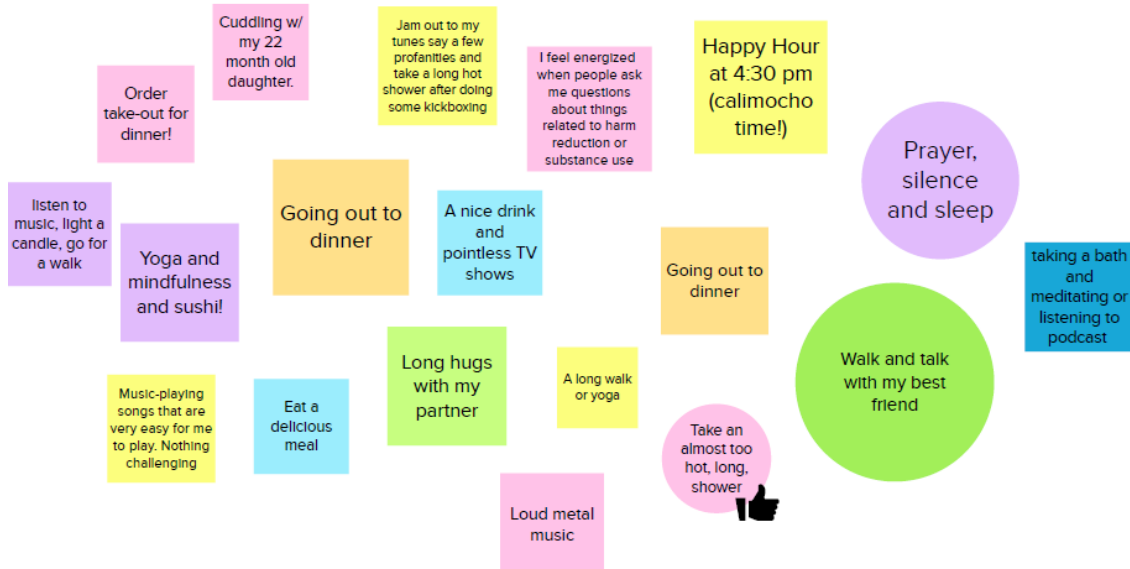 Cuddling w/
my 22
month old
daughter.
Jam out to my
tunes say a few
profanities and
take a long hot
shower after doing
some kickboxing
I feel energized
when people ask
me questions
about things
related to harm
reduction or
substance use
Happy Hour
at 4:30 pm
(calimocho
time!)
Order
take-out for
dinner!
Prayer,
silence
and sleep
listen to
music, light a
candle, go for
a walk
Yoga and
mindfulness
and sushi!
Going out to
dinner
A nice drink
and
pointless TV
shows
Going out to
dinner
taking a bath
and
meditating or
listening to
podcast
Music-playing
songs that are
very easy for me
to play. Nothing
challenging
Eat a
delicious
meal
Long hugs
with my
partner
A long walk
or yoga
Walk and talk
with my best
friend
Take an
almost too
hot, long,
shower
Loud metal
music